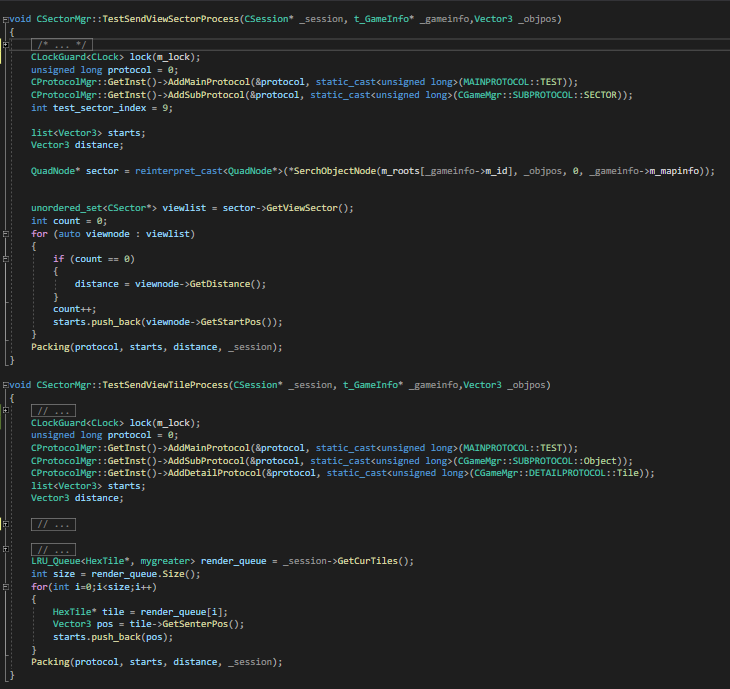 void CSectorMgr::TestSendViewSectorProcess(CSession* _session, t_GameInfo* _gameinfo,Vector3 _objpos)
{
/* ... */
CLockGuard<CLock> lock(m_lock);
unsigned long protocol = 0;
CProtocolMgr::GetInst()->AddMainProtocol(&protocol, static_cast<unsigned long>(MAINPROTOCOL::TEST));
CProtocolMgr::GetInst()->AddSubProtocol(&protocol, static_cast<unsigned long>(CGameMgr::SUBPROTOCOL::SECTOR));
int test_sector_index = 9;
list<Vector3> starts;
Vector3 distance;
QuadNode* sector = reinterpret_cast<QuadNode*>(*SerchObjectNode(m_roots[_gameinfo->m_id], _objpos, 0, _gameinfo->m_mapinfo));
unordered_set<CSector*> viewlist = sector->GetViewSector();
int count = 0;
for (auto viewnode : viewlist)
{
if (count == 0)
{
distance = viewnode->GetDistance();
}
count++;
starts.push_back(viewnode->GetStartPos());
}
Packing(protocol, starts, distance, _session);
}
void CSectorMgr::TestSendViewTileProcess(CSession* _session, t_GameInfo* _gameinfo,Vector3 _objpos)
{
// ...
CLockGuard<CLock> lock(m_lock);
unsigned long protocol = 0;
CProtocolMgr::GetInst()->AddMainProtocol(&protocol, static_cast<unsigned long>(MAINPROTOCOL::TEST));
CProtocolMgr::GetInst()->AddSubProtocol(&protocol, static_cast<unsigned long>(CGameMgr::SUBPROTOCOL::Object));
CProtocolMgr::GetInst()->AddDetailProtocol(&protocol, static_cast<unsigned long>(CGameMgr::DETAILPROTOCOL::Tile));
list<Vector3> starts;
Vector3 distance;
// ...
// ...
LRU_Queue<HexTile*, mygreater> render_queue = _session->GetCurTiles();
int size = render_queue.Size();
for(int i=0;i<size;i++)
{
HexTile* tile = render_queue[i];
Vector3 pos = tile->GetSenterPos();
starts.push_back(pos);
}
Packing(protocol, starts, distance, _session);
}